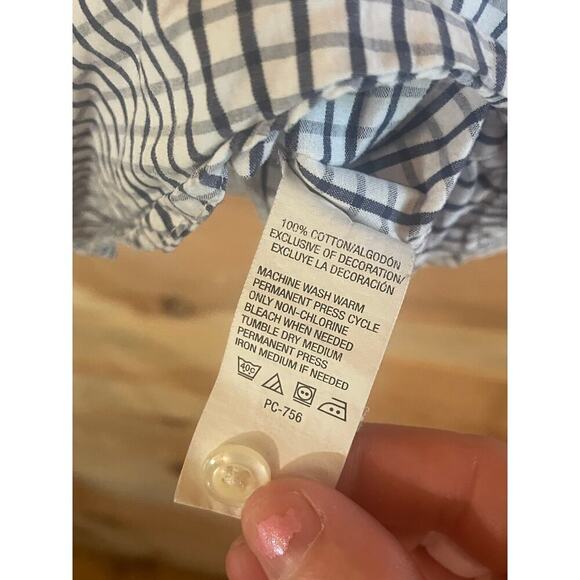 100% COTTON/ALGODÓN
EXCLUSIVE OF DECORATION/
EXCLUYE LA DECORACIÓN
MACHINE WASH WARM
PERMANENT PRESS CYCLE
ONLY NON-CHLORINE
BLEACH WHEN NEEDED
TUMBLE DRY MEDIUM
PERMANENT PRESS
IRON MEDIUM IF NEEDED
40C
PC-756